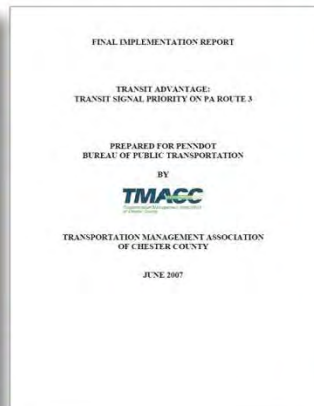 FINAL IMPLEMENTATION REPORT
TRANSIT ADVANTAGE:
TRANSIT SIGNAL PRIORITY ON PA ROUTE 3
PREPARED FOR PENNDOT
BUREAU OF PUBLIC TRANSPORTATION
BY
TMACC
TRANSPORTATION MANAGEMENT ASSOCIATION
OF CHESTER COUNTY
JUNE 2007